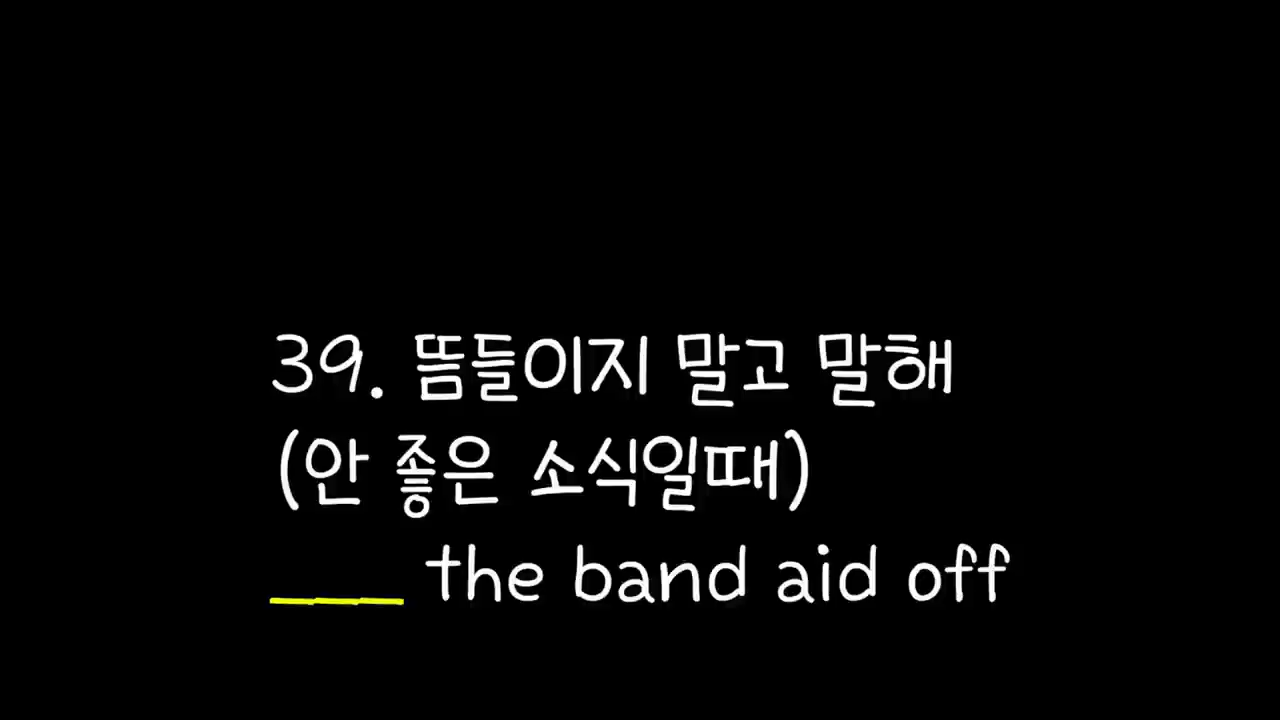 39. 뜸들이지 말고 말해
(안 좋은 소식일때)
___ the band aid off